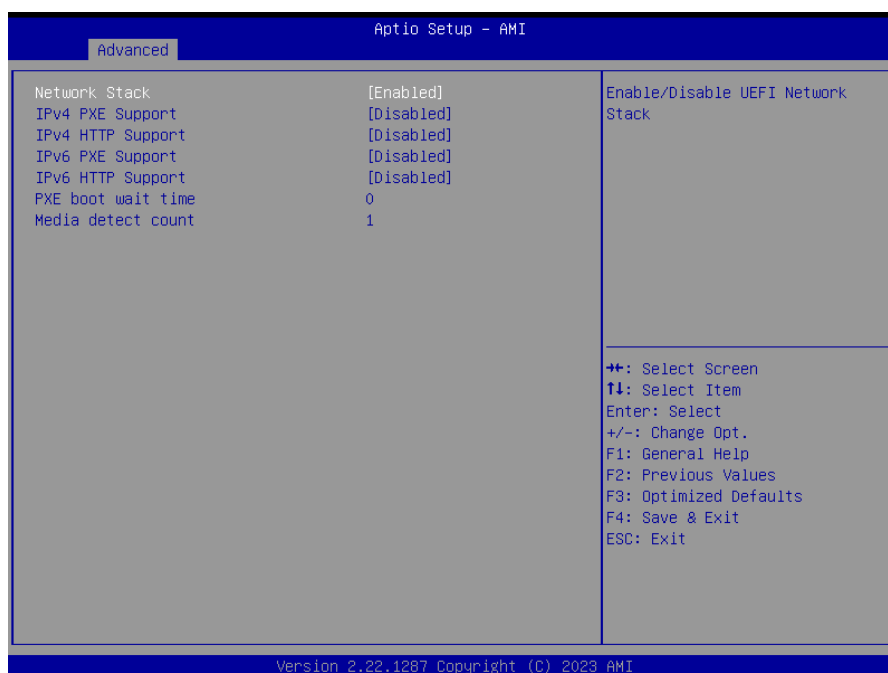 Aptio Setup - AMI
Advanced
Network Stack [Enabled]
IPv4 PXE Support [Disabled]
IPv4 HTTP Support [Disabled]
IPv6 PXE Support [Disabled]
IPv6 HTTP Support [Disabled]
PXE boot wait time 0
Media detect count 1
Enable/Disable UEFI Network
Stack
→←: Select Screen
↑↓: Select Item
Enter: Select
+/-: Change Opt.
F1: General Help
F2: Previous Values
F3: Optimized Defaults
F4: Save & Exit
ESC: Exit
Version 2.22.1287 Copyright (C) 2023 AMI